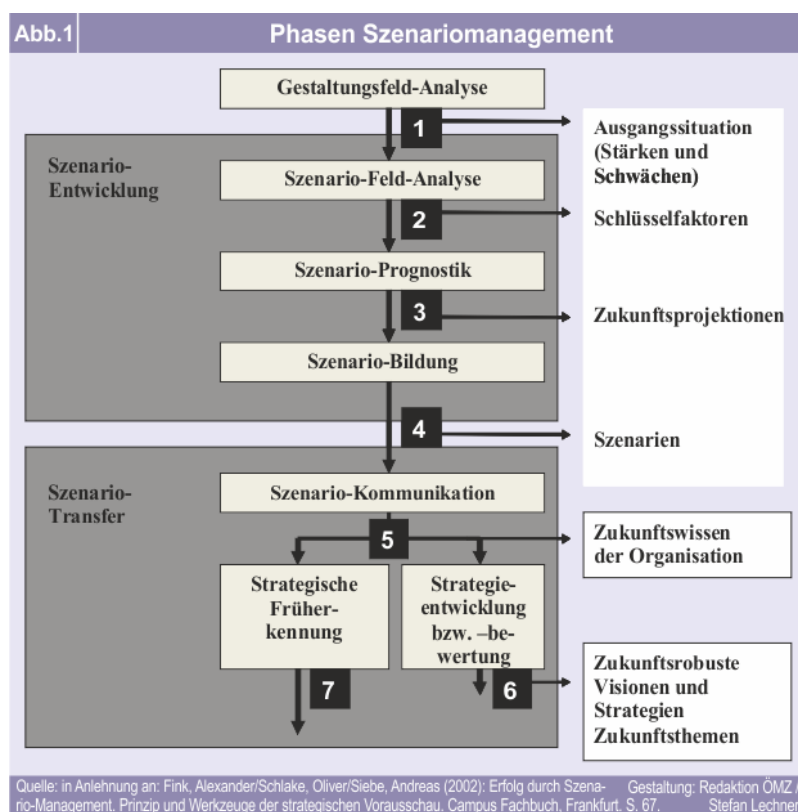 Abb.1
Phasen Szenariomanagement
Gestaltungsfeld-Analyse
1
Ausgangssituation
(Stärken und
Schwächen)
Szenario-
Entwicklung
Szenario-Feld-Analyse
2
Schlüsselfaktoren
Szenario-Prognostik
3
Zukunftsprojektionen
Szenario-Bildung
4
Szenarien
Szenario-
Transfer
Szenario-Kommunikation
5
Zukunftswissen
der Organisation
Strategische
Früher-
kennung
Strategie-
entwicklung
bzw. –be-
wertung
7
6
Zukunftsrobuste
Visionen und
Strategien
Zukunftsthemen
Quelle: in Anlehnung an: Fink, Alexander/Schlake, Oliver/Siebe, Andreas (2002): Erfolg durch Szena-
rio-Management. Prinzip und Werkzeuge der strategischen Vorausschau. Campus Fachbuch, Frankfurt. S. 67.
Gestaltung: Redaktion ÖMZ /
Stefan Lechner